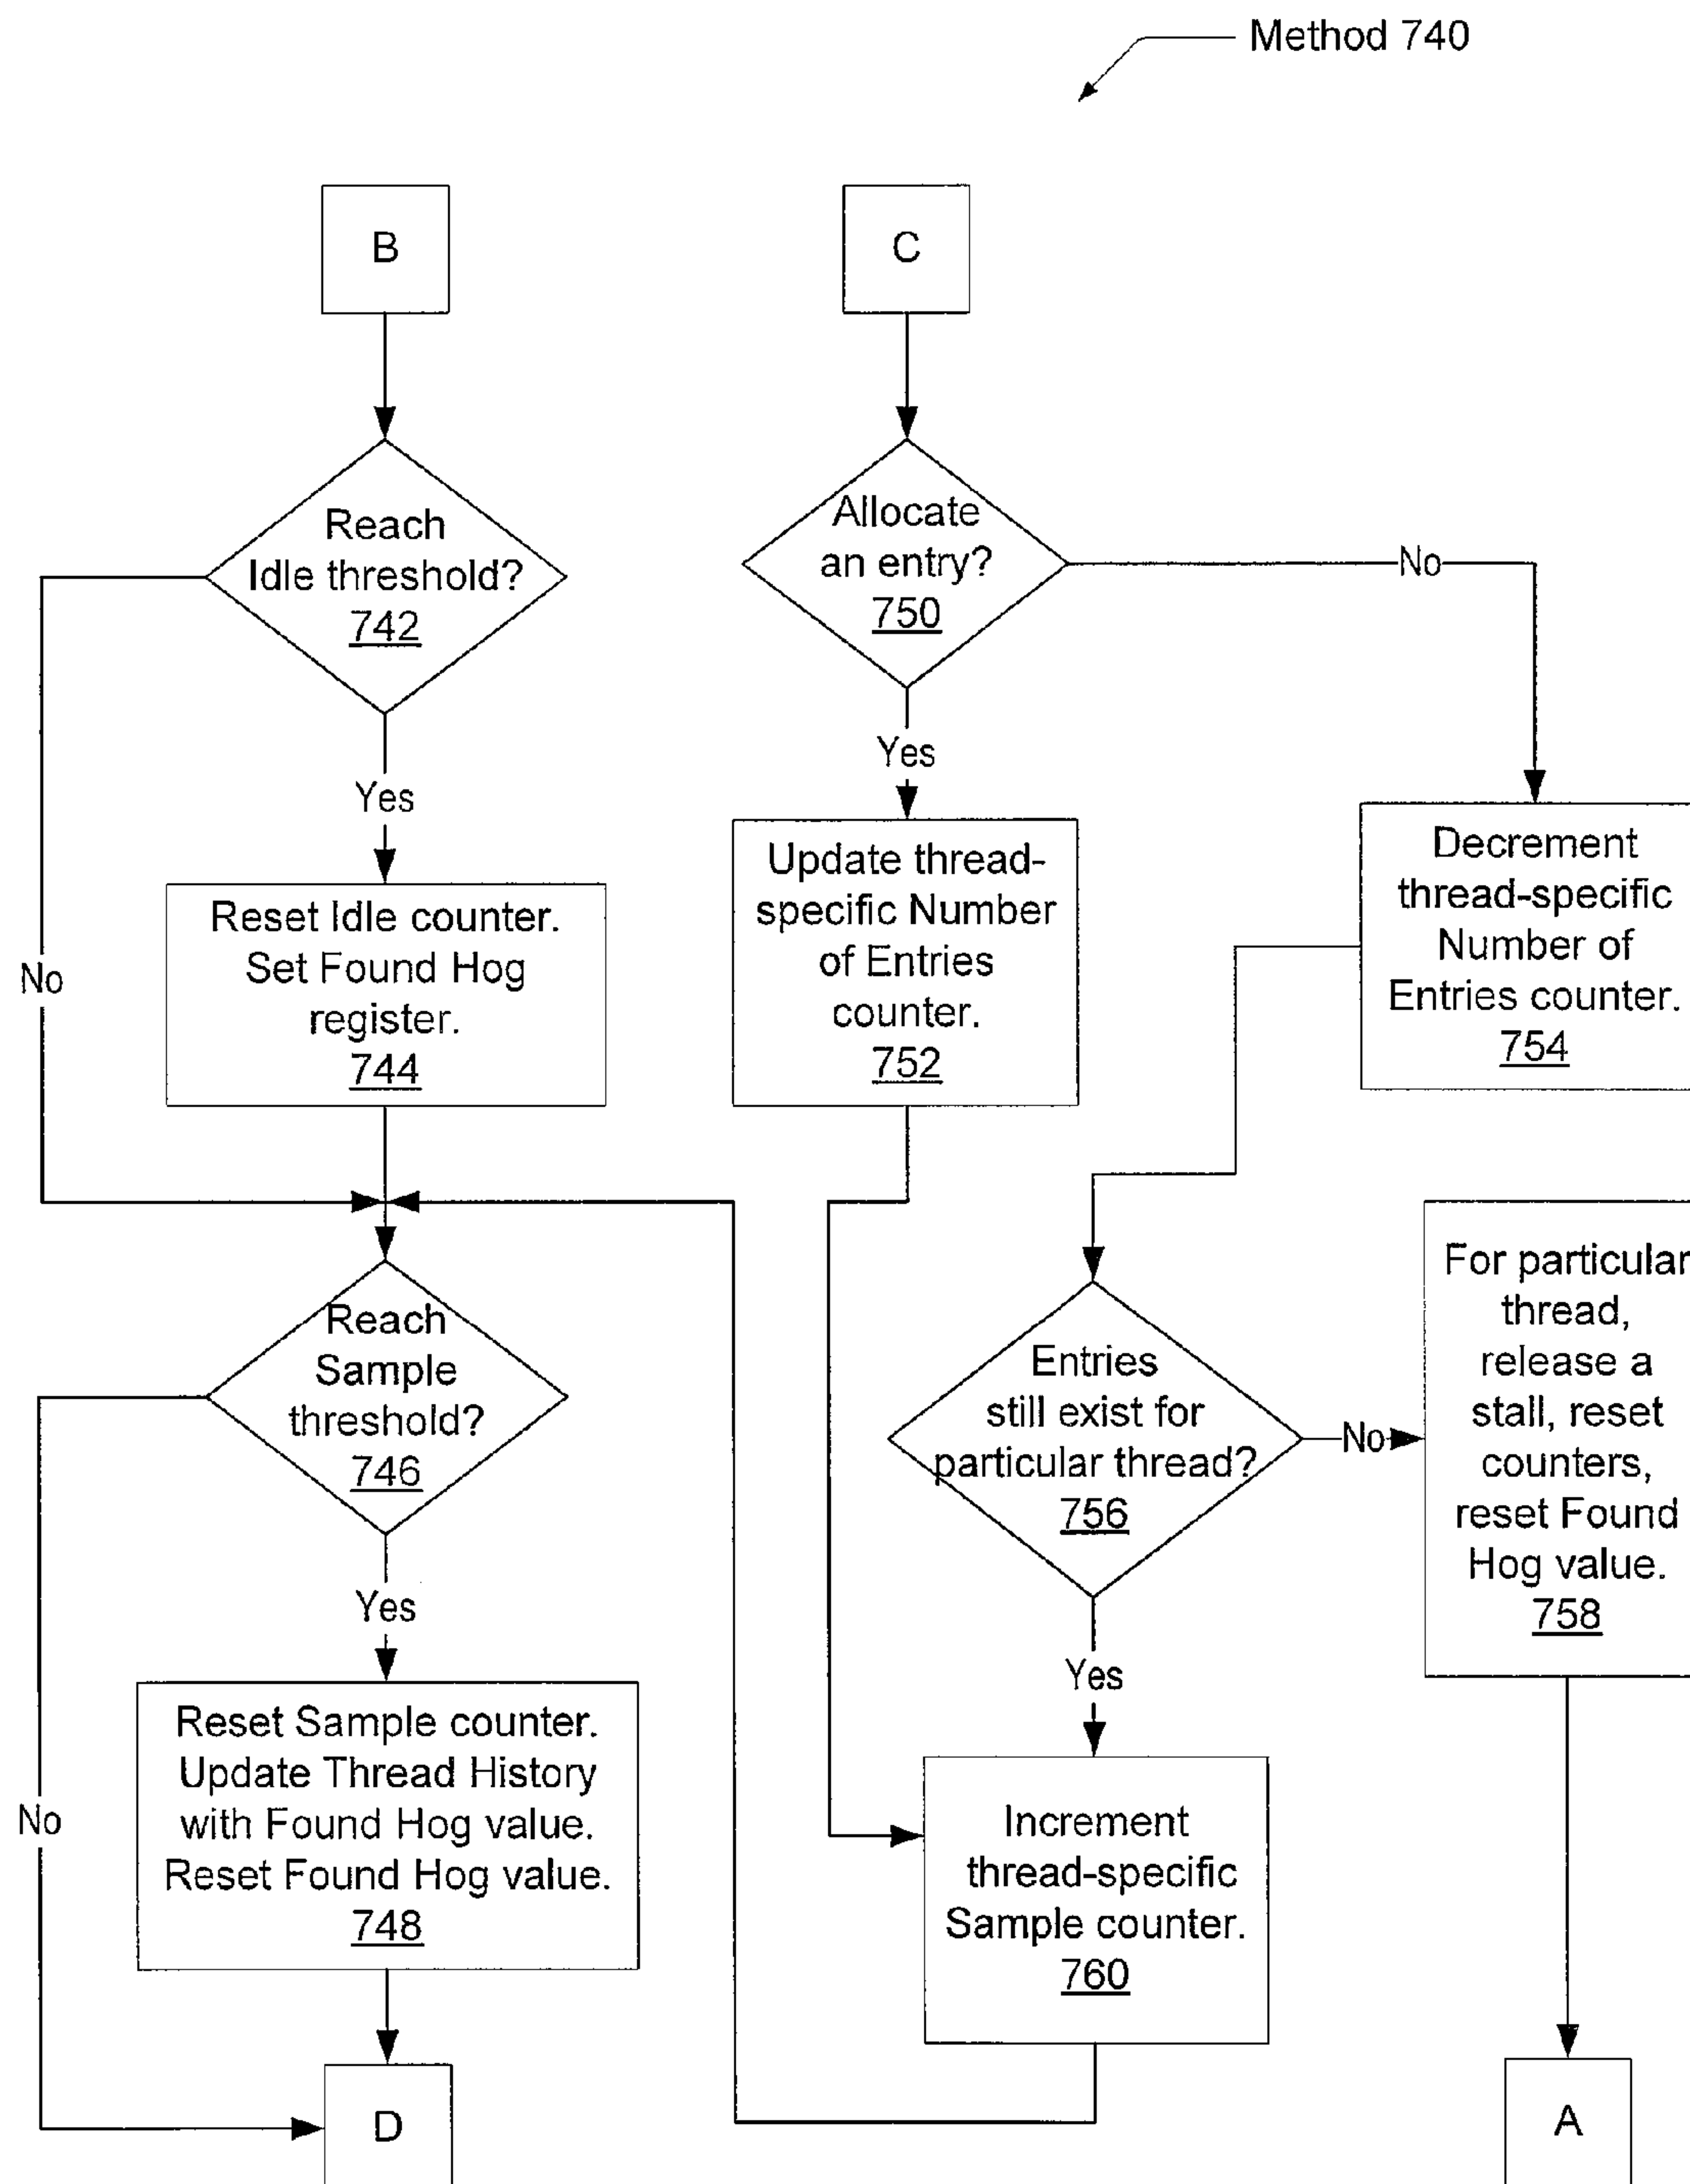 Method 740
B
C
Reach
Idle threshold?
742
Allocate
an entry?
750
No
Yes
Yes
Reset Idle counter.
Set Found Hog
register.
744
Update thread-
specific Number
of Entries
counter.
752
Decrement
thread-specific
Number of
Entries counter.
754
No
Reach
Sample
threshold?
746
Entries
still exist for
particular thread?
756
No
For particular
thread,
release a
stall, reset
counters,
reset Found
Hog value.
758
Yes
Yes
Reset Sample counter.
Update Thread History
with Found Hog value.
Reset Found Hog value.
748
No
Increment
thread-specific
Sample counter.
760
D
A